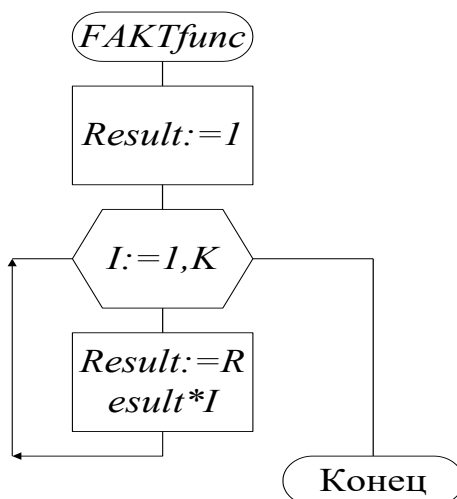 FAKTfunc
Result:=1
I:=1,K
Result:=R
esult*I
Конец